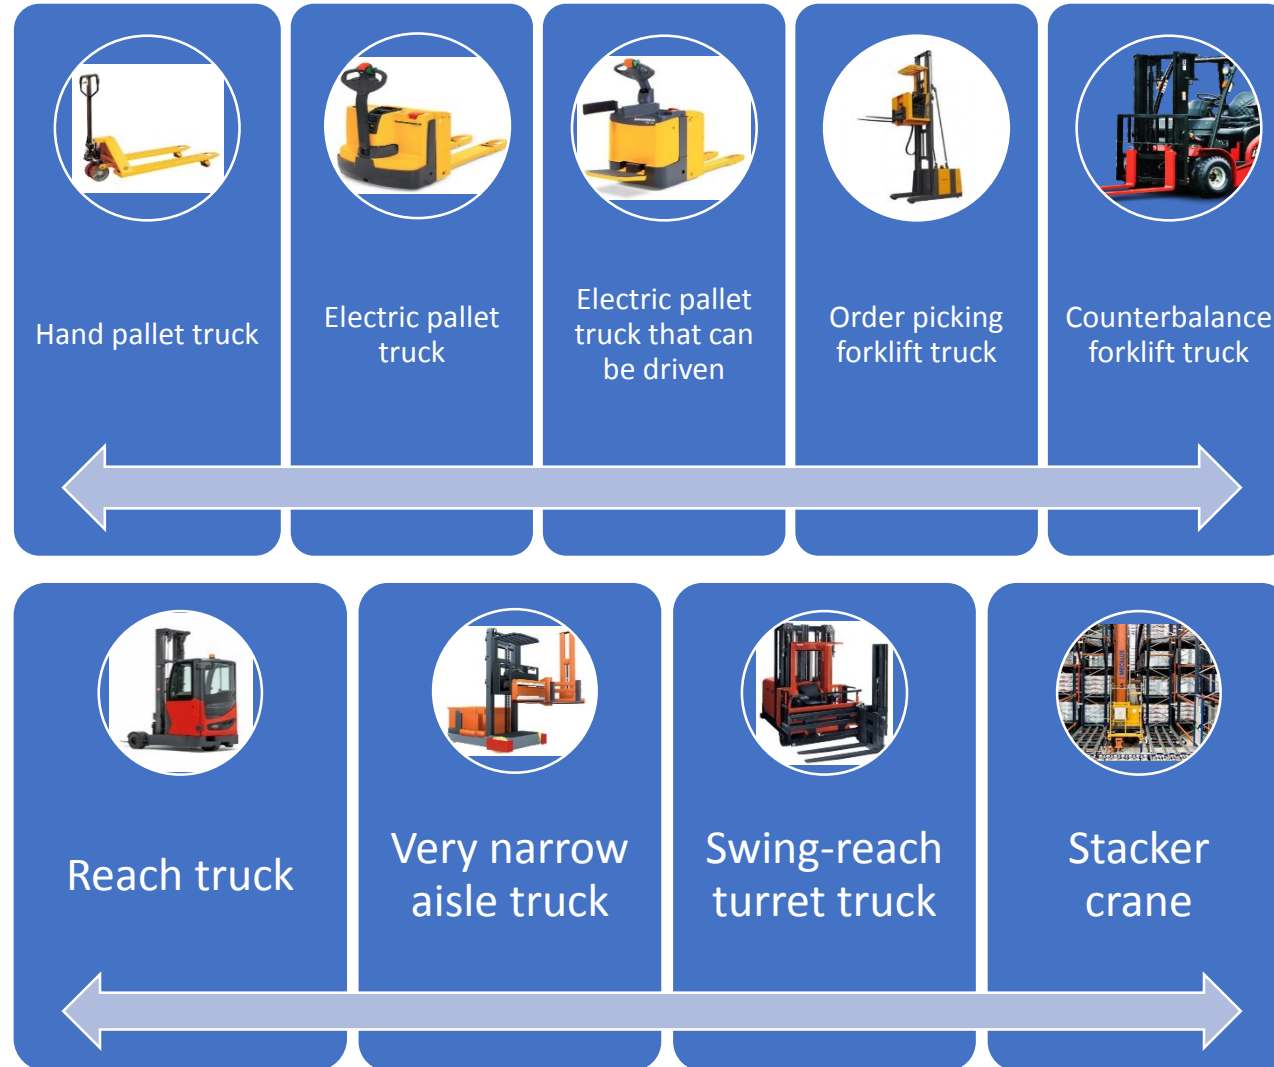 Hand pallet truck
Electric pallet
truck
Electric pallet
truck that can
be driven
Order picking
forklift truck
Counterbalance
forklift truck
Reach truck
Very narrow
aisle truck
Swing-reach
turret truck
Stacker
crane